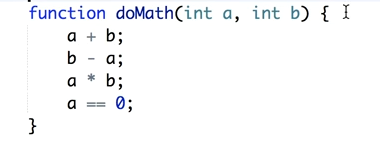 function doMath(int a, int b) {
    a + b;
    b - a;
    a * b;
    a == 0;
}